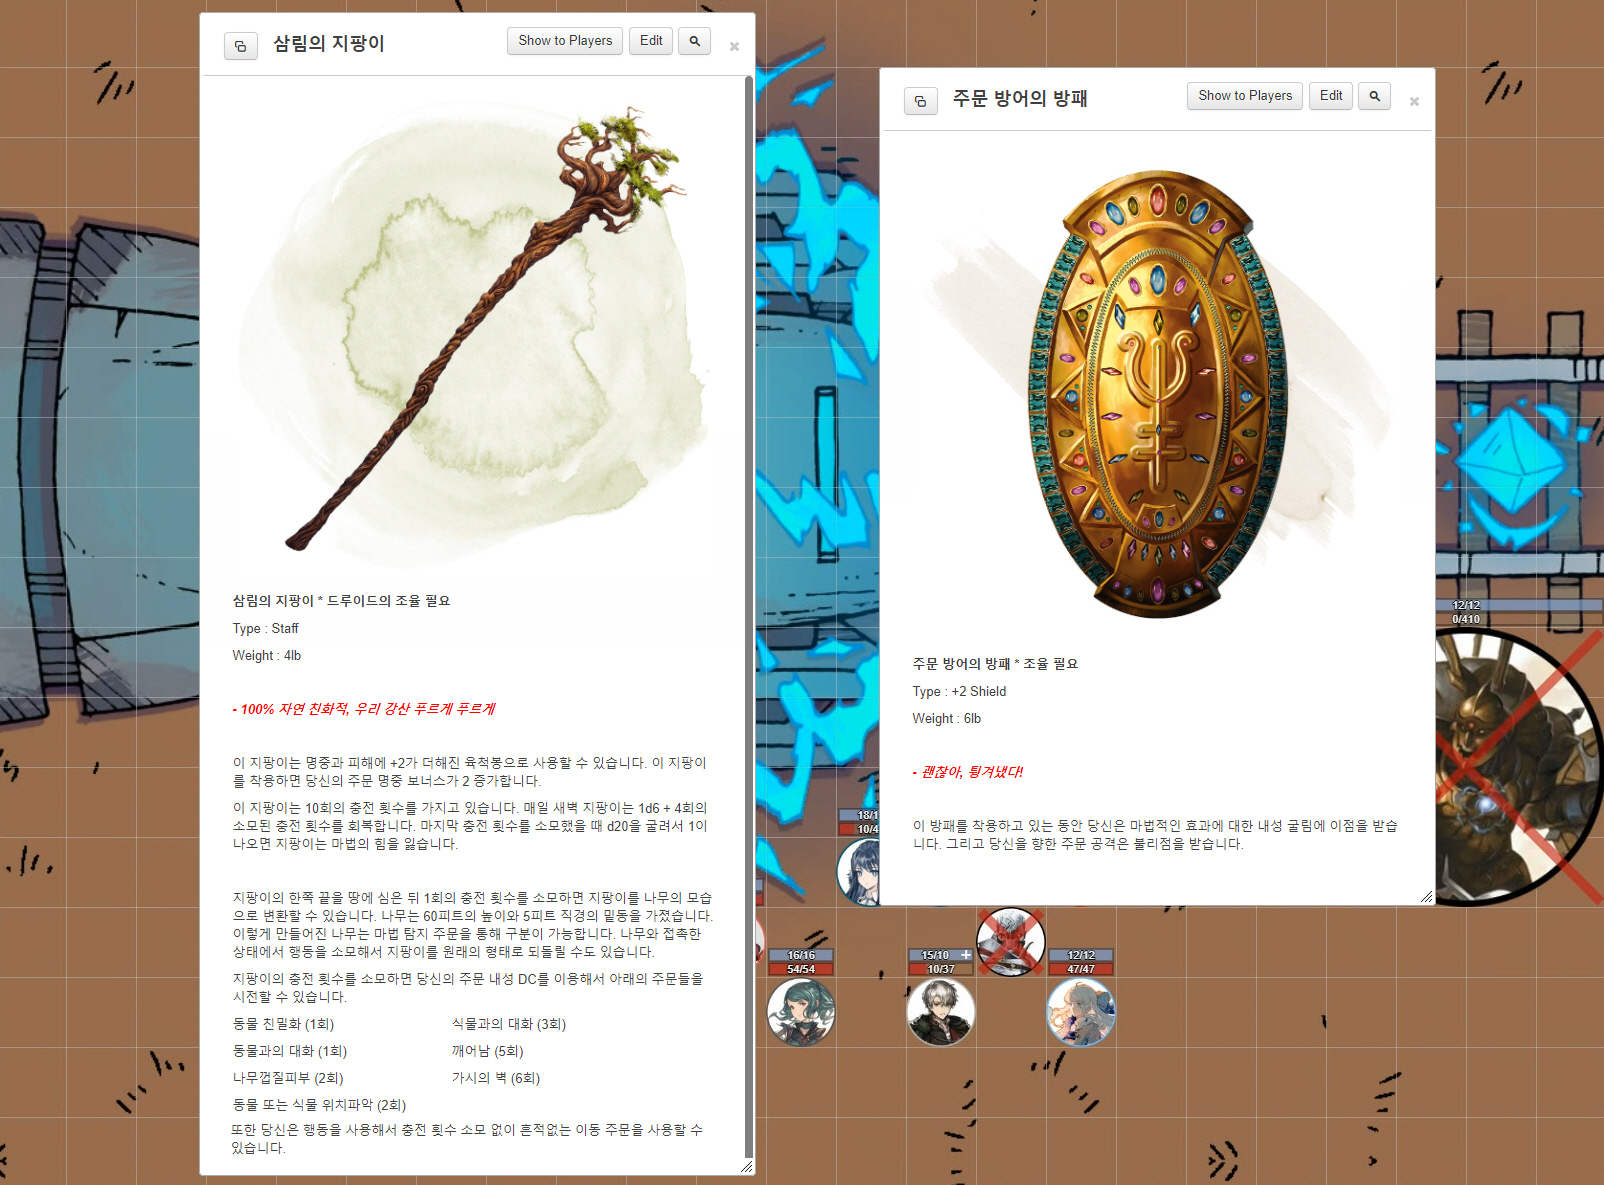 삼림의 지팡이
Show to Players
Edit
삼림의 지팡이 * 드루이드의 조율 필요
Type : Staff
Weight : 4lb
- 100% 자연 친화적, 우리 강산 푸르게 푸르게
이 지팡이는 명중과 피해에 +2가 더해진 육척봉으로 사용할 수 있습니다. 이 지팡이
를 착용하면 당신의 주문 명중 보너스가 2 증가합니다.
이 지팡이는 10회의 충전 횟수를 가지고 있습니다. 매일 새벽 지팡이는 1d6 + 4회의
소모된 충전 횟수를 회복합니다. 마지막 충전 횟수를 소모했을 때 d20을 굴려서 1이
나오면 지팡이는 마법의 힘을 잃습니다.
지팡이의 한쪽 끝을 땅에 심은 뒤 1회의 충전 횟수를 소모하면 지팡이를 나무의 모습
으로 변환할 수 있습니다. 나무는 60피트의 높이와 5피트 직경의 밑동을 가졌습니다.
이렇게 만들어진 나무는 마법 탐지 주문을 통해 구분이 가능합니다. 나무와 접촉한
상태에서 행동을 소모해서 지팡이를 원래의 형태로 되돌릴 수도 있습니다.
지팡이의 충전 횟수를 소모하면 당신의 주문 내성 DC를 이용해서 아래의 주문들을
시전할 수 있습니다.
동물 친밀화 (1회) 식물과의 대화 (3회)
동물과의 대화 (1회) 깨어남 (5회)
나무껍질피부 (2회) 가시의 벽 (6회)
동물 또는 식물 위치파악 (2회)
또한 당신은 행동을 사용해서 충전 횟수 소모 없이 흔적없는 이동 주문을 사용할 수
있습니다.
주문 방어의 방패
Show to Players
Edit
주문 방어의 방패 * 조율 필요
Type : +2 Shield
Weight : 6lb
- 괜찮아, 튕겨냈다!
이 방패를 착용하고 있는 동안 당신은 마법적인 효과에 대한 내성 굴림에 이점을 받습
니다. 그리고 당신을 향한 주문 공격은 불리점을 받습니다.
12/12
0/410
18/1
10/4
16/16
54/54
15/10
10/37
12/12
47/47